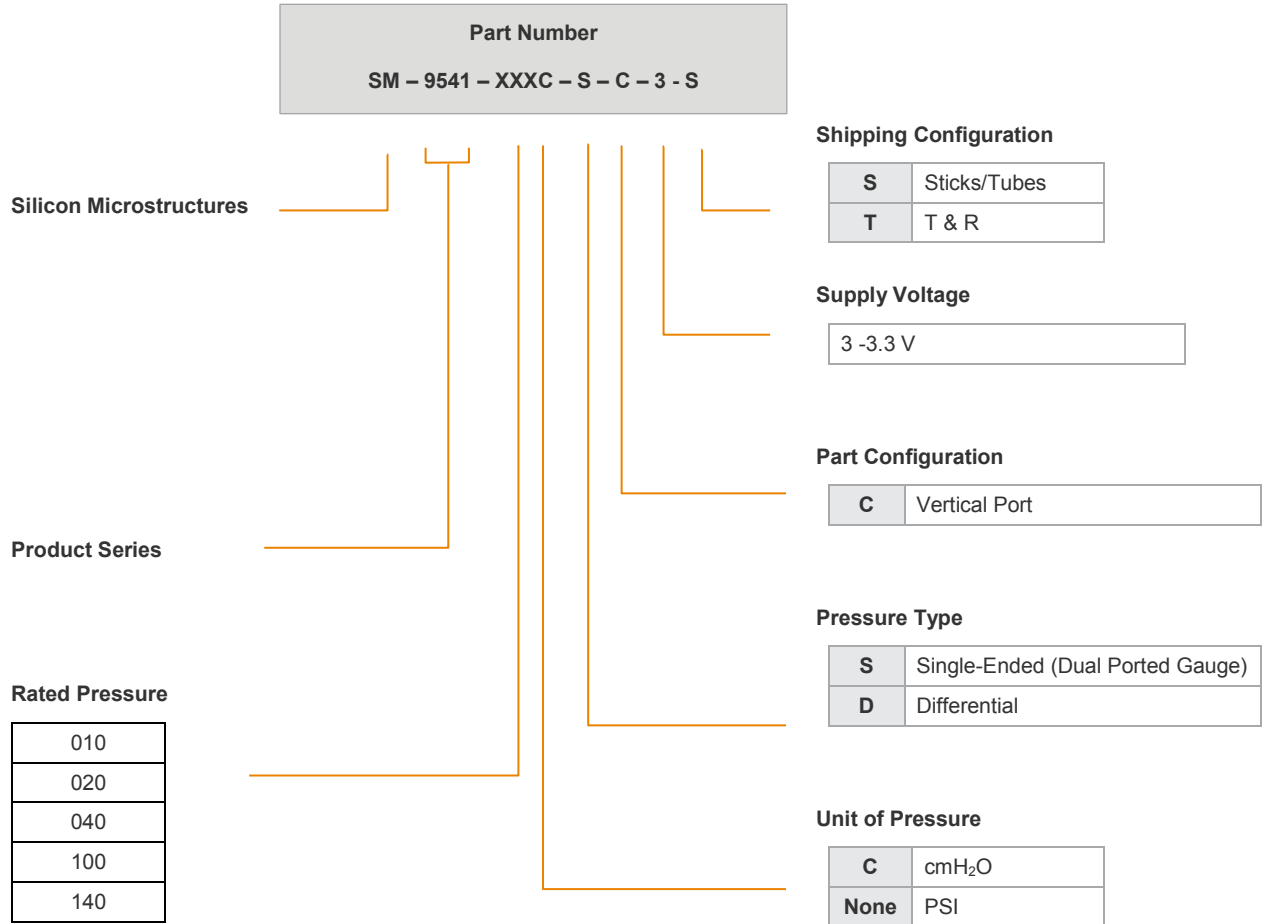 Part Number
SM – 9541 – XXXC – S – C – 3 - S
Silicon Microstructures
Product Series
Rated Pressure
010
020
040
100
140
Shipping Configuration
S Sticks/Tubes
T T & R
Supply Voltage
3 -3.3 V
Part Configuration
C Vertical Port
Pressure Type
S Single-Ended (Dual Ported Gauge)
D Differential
Unit of Pressure
C cmH₂O
None PSI